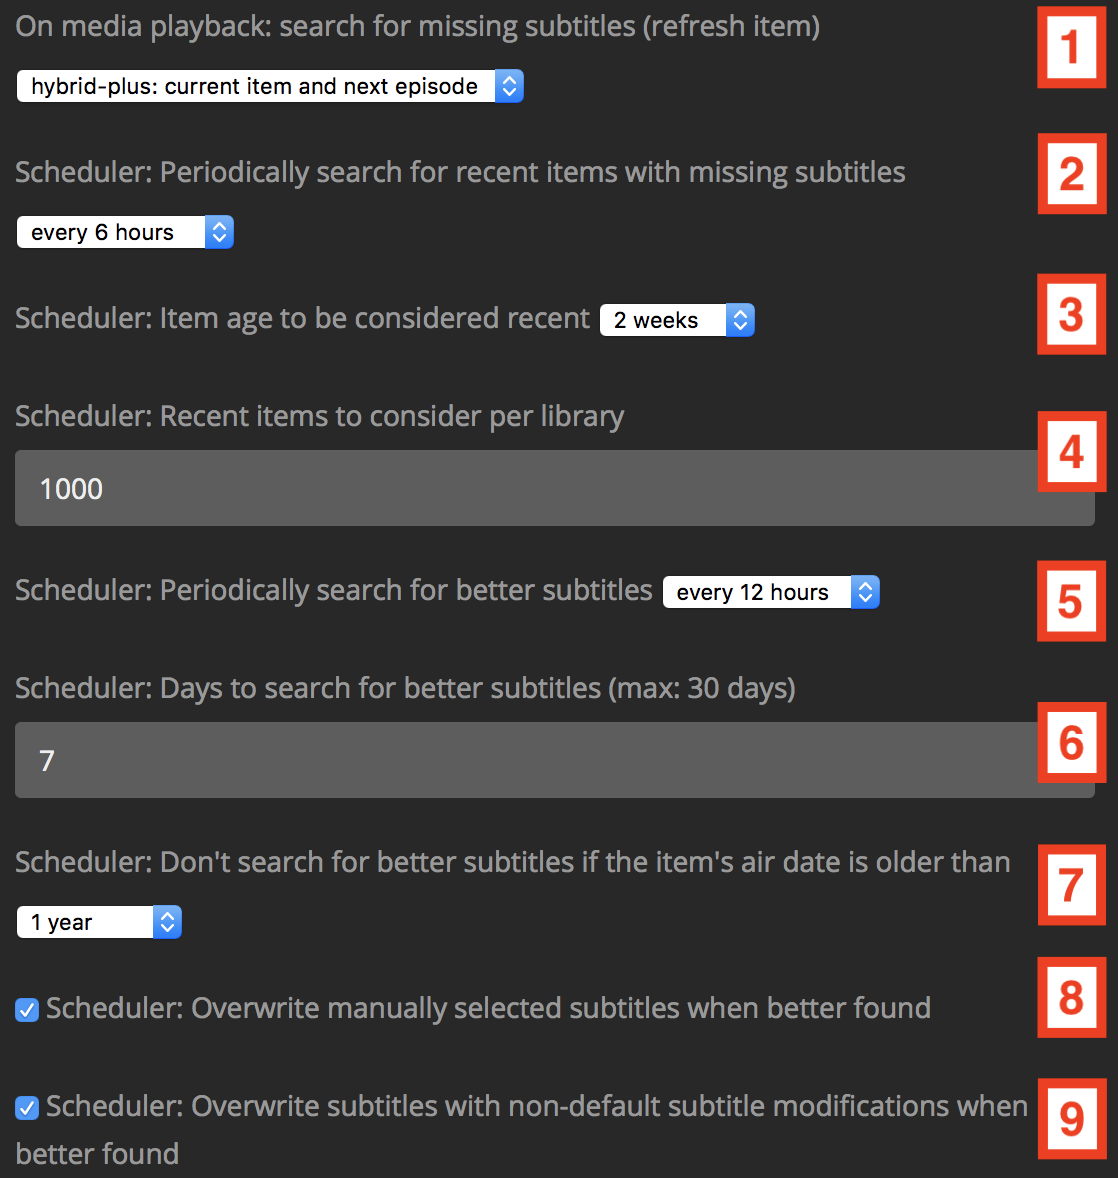 On media playback: search for missing subtitles (refresh item)
1
hybrid-plus: current item and next episode
Scheduler: Periodically search for recent items with missing subtitles
2
every 6 hours
Scheduler: Item age to be considered recent 2 weeks
3
Scheduler: Recent items to consider per library
4
1000
Scheduler: Periodically search for better subtitles every 12 hours
5
Scheduler: Days to search for better subtitles (max: 30 days)
6
7
Scheduler: Don't search for better subtitles if the item's air date is older than
7
1 year
Scheduler: Overwrite manually selected subtitles when better found
8
Scheduler: Overwrite subtitles with non-default subtitle modifications when
9
better found